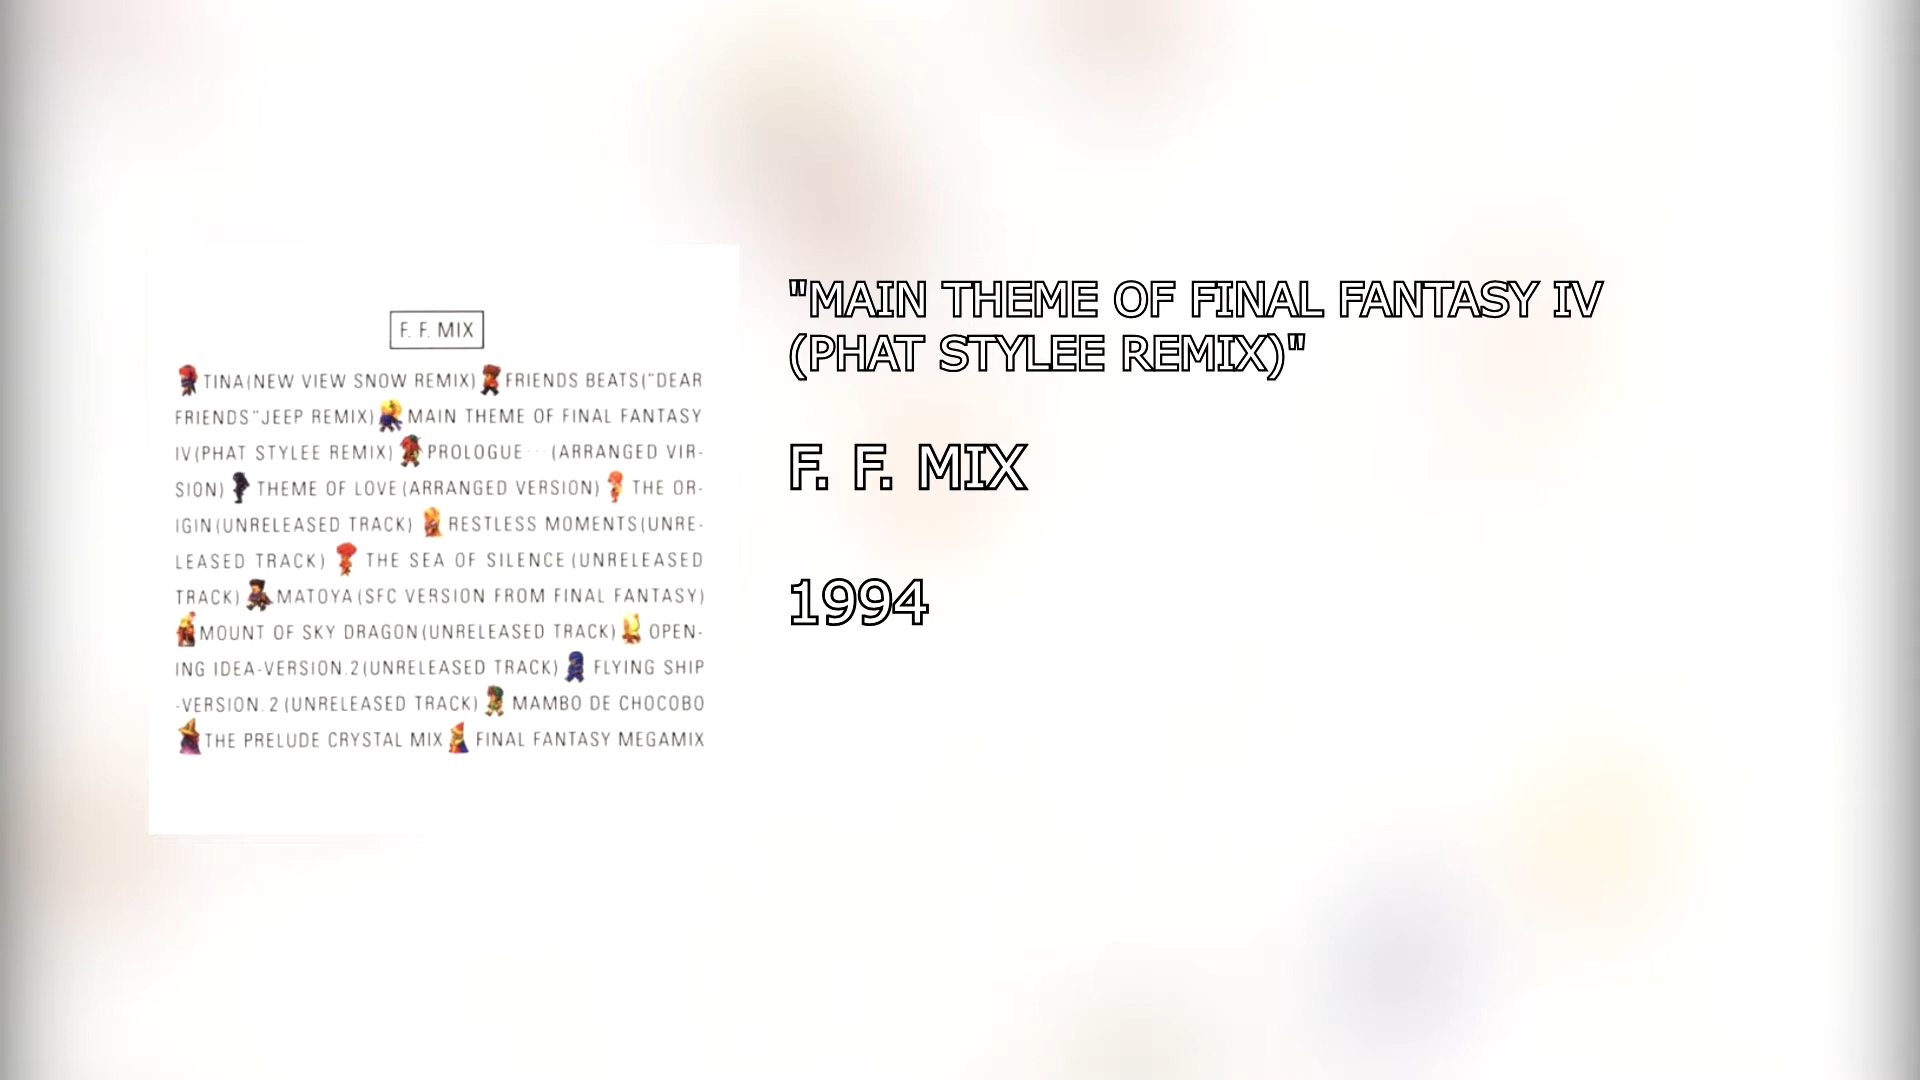 F. F. MIX
TINA(NEW VIEW SNOW REMIX) FRIENDS BEATS("DEAR
FRIENDS"JEEP REMIX) MAIN THEME OF FINAL FANTASY
IV(PHAT STYLEE REMIX) PROLOGUE···(ARRANGED VIR-
SION) THEME OF LOVE(ARRANGED VERSION) THE OR-
IGIN(UNRELEASED TRACK) RESTLESS MOMENTS(UNRE-
LEASED TRACK) THE SEA OF SILENCE(UNRELEASED
TRACK) MATOYA(SFC VERSION FROM FINAL FANTASY)
MOUNT OF SKY DRAGON(UNRELEASED TRACK) OPEN-
ING IDEA-VERSION.2(UNRELEASED TRACK) FLYING SHIP
-VERSION.2(UNRELEASED TRACK) MAMBO DE CHOCOBO
THE PRELUDE CRYSTAL MIX FINAL FANTASY MEGAMIX
"MAIN THEME OF FINAL FANTASY IV
(PHAT STYLEE REMIX)"
F. F. MIX
1994